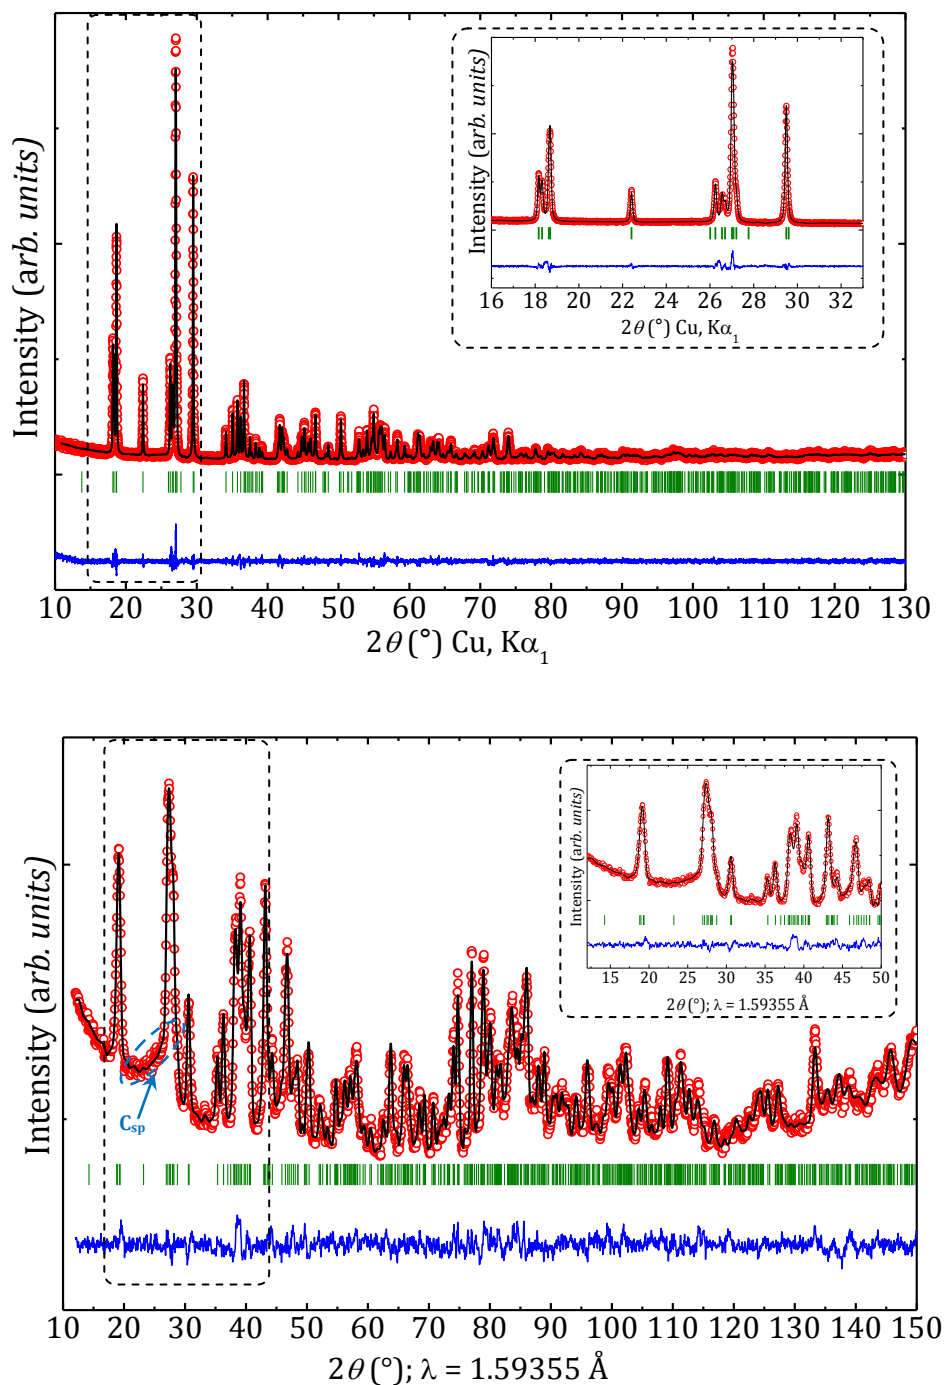 Intensity (arb. units)
Intensity (arb. units)
16 18 20 22 24 26 28 30 32
2θ (°) Cu, Kα1
10 20 30 40 50 60 70 80 90 100 110 120 130
2θ (°) Cu, Kα1
Intensity (arb. units)
Intensity (arb. units)
15 20 25 30 35 40 45 50
2θ (°); λ = 1.59355 Å
Csp
10 20 30 40 50 60 70 80 90 100 110 120 130 140 150
2θ (°); λ = 1.59355 Å